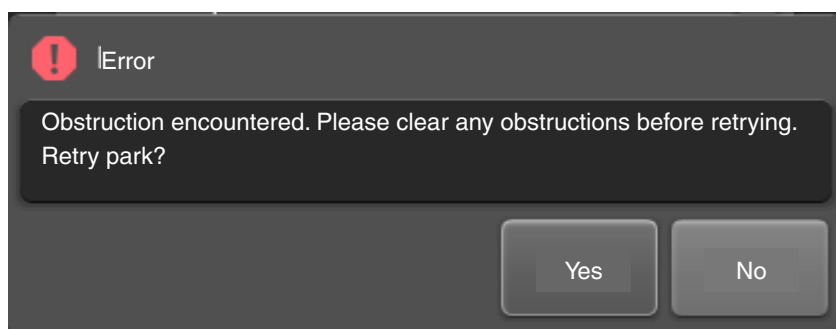 Error
Obstruction encountered. Please clear any obstructions before retrying.
Retry park?
Yes
No